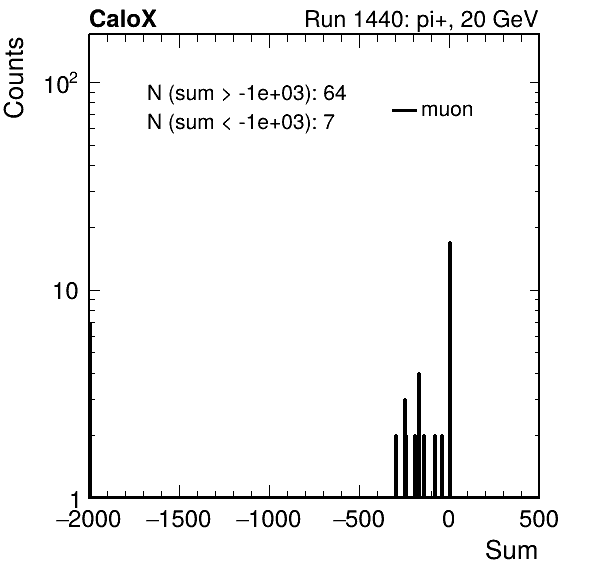 CaloX Run 1440: pi+, 20 GeV
Counts
10²
N (sum > -1e+03): 64
N (sum < -1e+03): 7
muon
10
1
−2000 −1500 −1000 −500 0 500
Sum